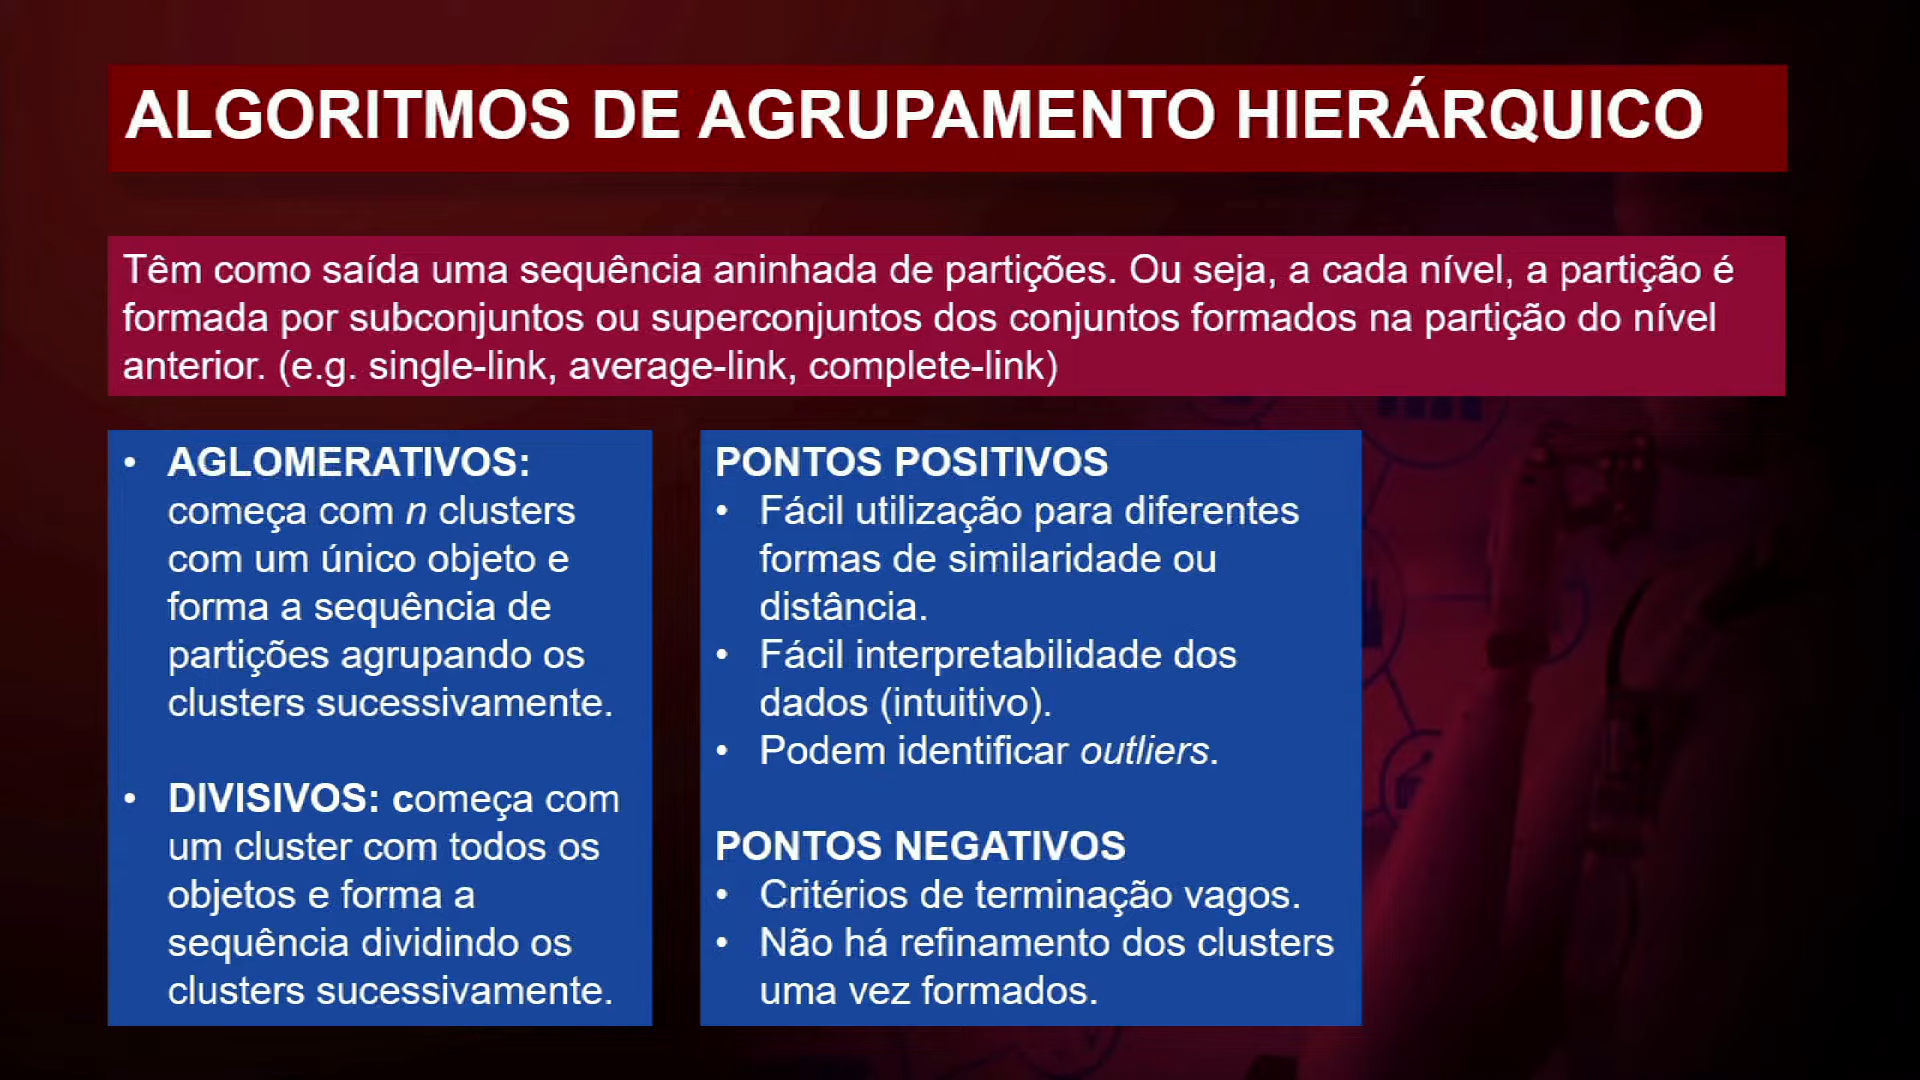 ALGORITMOS DE AGRUPAMENTO HIERÁRQUICO
Têm como saída uma sequência aninhada de partições. Ou seja, a cada nível, a partição é
formada por subconjuntos ou superconjuntos dos conjuntos formados na partição do nível
anterior. (e.g. single-link, average-link, complete-link)
• AGLOMERATIVOS:
começa com n clusters
com um único objeto e
forma a sequência de
partições agrupando os
clusters sucessivamente.
• DIVISIVOS: começa com
um cluster com todos os
objetos e forma a
sequência dividindo os
clusters sucessivamente.
PONTOS POSITIVOS
• Fácil utilização para diferentes
formas de similaridade ou
distância.
• Fácil interpretabilidade dos
dados (intuitivo).
• Podem identificar outliers.
PONTOS NEGATIVOS
• Critérios de terminação vagos.
• Não há refinamento dos clusters
uma vez formados.